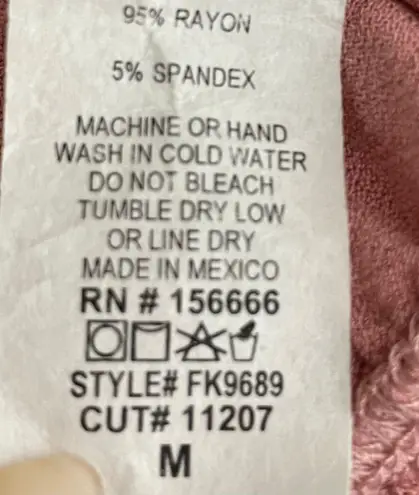 95% RAYON
5% SPANDEX
MACHINE OR HAND
WASH IN COLD WATER
DO NOT BLEACH
TUMBLE DRY LOW
OR LINE DRY
MADE IN MEXICO
RN # 156666
STYLE# FK9689
CUT# 11207
M